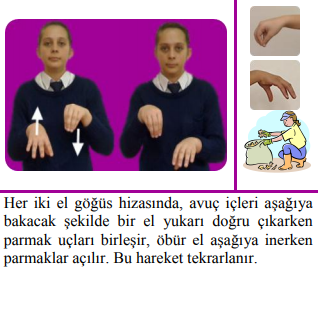 Her iki el göğüs hizasında, avuç içleri aşağıya
bakacak şekilde bir el yukarı doğru çıkarken
parmak uçları birleşir, öbür el aşağıya inerken
parmaklar açılır. Bu hareket tekrarlanır.